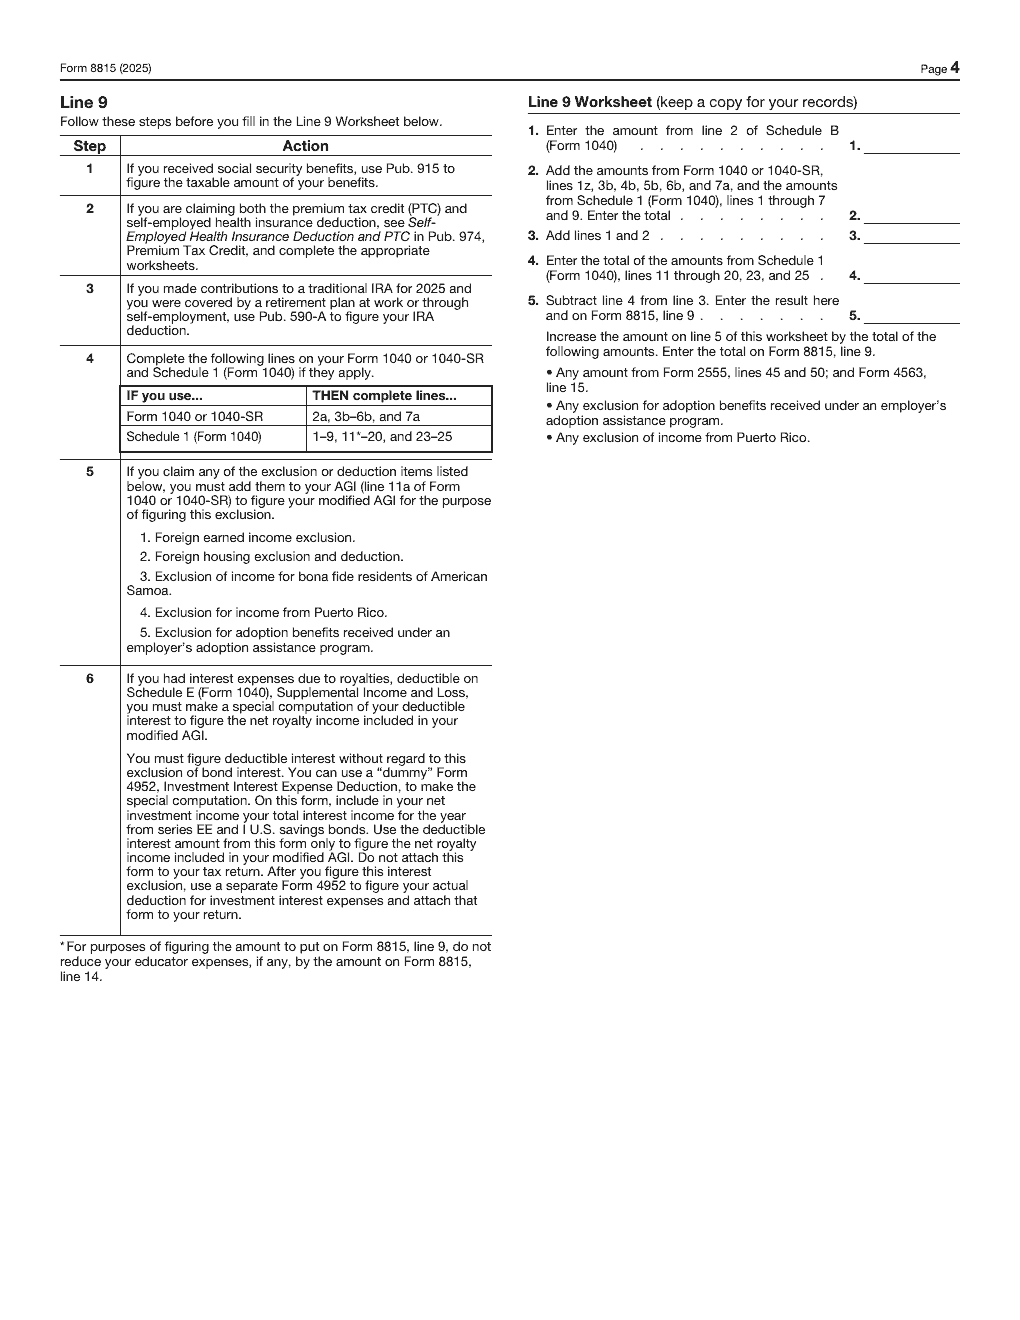 Form 8815 (2025)
Page 4
Line 9
Follow these steps before you fill in the Line 9 Worksheet below.
Step Action
1 If you received social security benefits, use Pub. 915 to
figure the taxable amount of your benefits.
2 If you are claiming both the premium tax credit (PTC) and
self-employed health insurance deduction, see Self-
Employed Health Insurance Deduction and PTC in Pub. 974,
Premium Tax Credit, and complete the appropriate
worksheets.
3 If you made contributions to a traditional IRA for 2025 and
you were covered by a retirement plan at work or through
self-employment, use Pub. 590-A to figure your IRA
deduction.
4 Complete the following lines on your Form 1040 or 1040-SR
and Schedule 1 (Form 1040) if they apply.
IF you use... THEN complete lines...
Form 1040 or 1040-SR 2a, 3b–6b, and 7a
Schedule 1 (Form 1040) 1–9, 11*–20, and 23–25
5 If you claim any of the exclusion or deduction items listed
below, you must add them to your AGI (line 11a of Form
1040 or 1040-SR) to figure your modified AGI for the purpose
of figuring this exclusion.
1. Foreign earned income exclusion.
2. Foreign housing exclusion and deduction.
3. Exclusion of income for bona fide residents of American
Samoa.
4. Exclusion for income from Puerto Rico.
5. Exclusion for adoption benefits received under an
employer's adoption assistance program.
6 If you had interest expenses due to royalties, deductible on
Schedule E (Form 1040), Supplemental Income and Loss,
you must make a special computation of your deductible
interest to figure the net royalty income included in your
modified AGI.
You must figure deductible interest without regard to this
exclusion of bond interest. You can use a “dummy” Form
4952, Investment Interest Expense Deduction, to make the
special computation. On this form, include in your net
investment income your total interest income for the year
from series EE and I U.S. savings bonds. Use the deductible
interest amount from this form only to figure the net royalty
income included in your modified AGI. Do not attach this
form to your tax return. After you figure this interest
exclusion, use a separate Form 4952 to figure your actual
deduction for investment interest expenses and attach that
form to your return.
* For purposes of figuring the amount to put on Form 8815, line 9, do not
reduce your educator expenses, if any, by the amount on Form 8815,
line 14.
Line 9 Worksheet (keep a copy for your records)
1. Enter the amount from line 2 of Schedule B
(Form 1040) . . . . . . . . . . 1.
2. Add the amounts from Form 1040 or 1040-SR,
lines 1z, 3b, 4b, 5b, 6b, and 7a, and the amounts
from Schedule 1 (Form 1040), lines 1 through 7
and 9. Enter the total . . . . . . . . 2.
3. Add lines 1 and 2 . . . . . . . . . 3.
4. Enter the total of the amounts from Schedule 1
(Form 1040), lines 11 through 20, 23, and 25 . 4.
5. Subtract line 4 from line 3. Enter the result here
and on Form 8815, line 9 . . . . . . . 5.
Increase the amount on line 5 of this worksheet by the total of the
following amounts. Enter the total on Form 8815, line 9.
• Any amount from Form 2555, lines 45 and 50; and Form 4563,
line 15.
• Any exclusion for adoption benefits received under an employer's
adoption assistance program.
• Any exclusion of income from Puerto Rico.